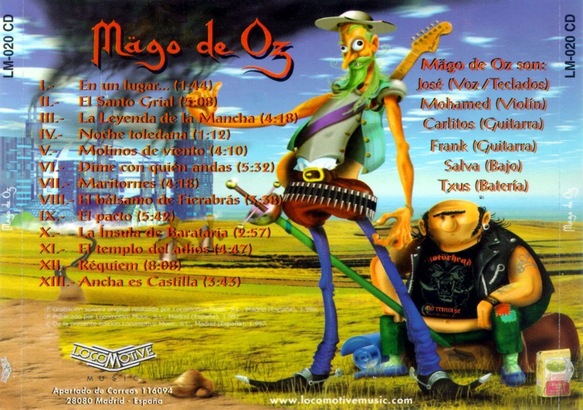 LM-020 CD
Mägo de Oz
LM-020 CD
Mägo de Oz
I.- En un lugar... (1:44)
II.- El Santo Grial (5:08)
III.- La Leyenda de la Mancha (4:18)
IV.- Noche toledana (1:12)
V.- Molinos de viento (4:10)
VI.- Dime con quién andas (5:32)
VII.- Maritornes (4:18)
VIII.- El bálsamo de Fierabrás (5:38)
IX.- El pacto (5:42)
X.- La Ínsula de Barataria (2:57)
XI.- El templo del adiós (4:47)
XII.- Réquiem (8:08)
XIII.- Ancha es Castilla (3:43)
Mägo de Oz son:
José (Voz / Teclados)
Mohamed (Violín)
Carlitos (Guitarra)
Frank (Guitarra)
Salva (Bajo)
Txus (Batería)
Motörhead
Mägo de Oz
LOCOMOTIVE
MUSIC
Apartado de Correos 116094
28080 Madrid - España
www.locomotivemusic.com